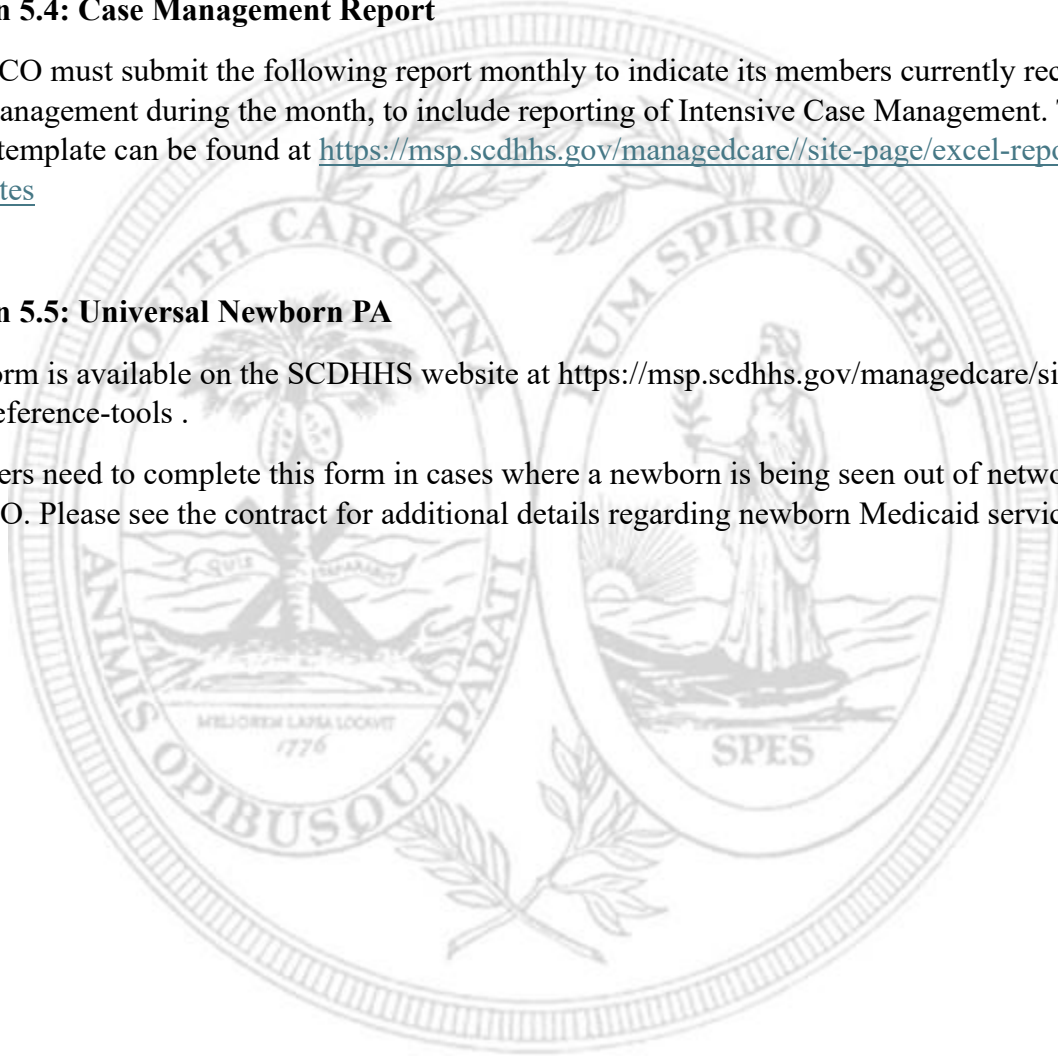 n 5.4: Case Management Report
CO must submit the following report monthly to indicate its members currently rec
anagement during the month, to include reporting of Intensive Case Management.
template can be found at https://msp.scdhhs.gov/managedcare//site-page/excel-repo
tes
n 5.5: Universal Newborn PA
orm is available on the SCDHHS website at https://msp.scdhhs.gov/managedcare/si
eference-tools .
ers need to complete this form in cases where a newborn is being seen out of netwo
O. Please see the contract for additional details regarding newborn Medicaid servic
SOUTH CAROLINA
DUM SPIRO SPERO
QUIS SEPARABIT
MELIOREM LAPSA LOCAVIT
1776
ANIMIS OPIBUSQUE PARATI
SPES